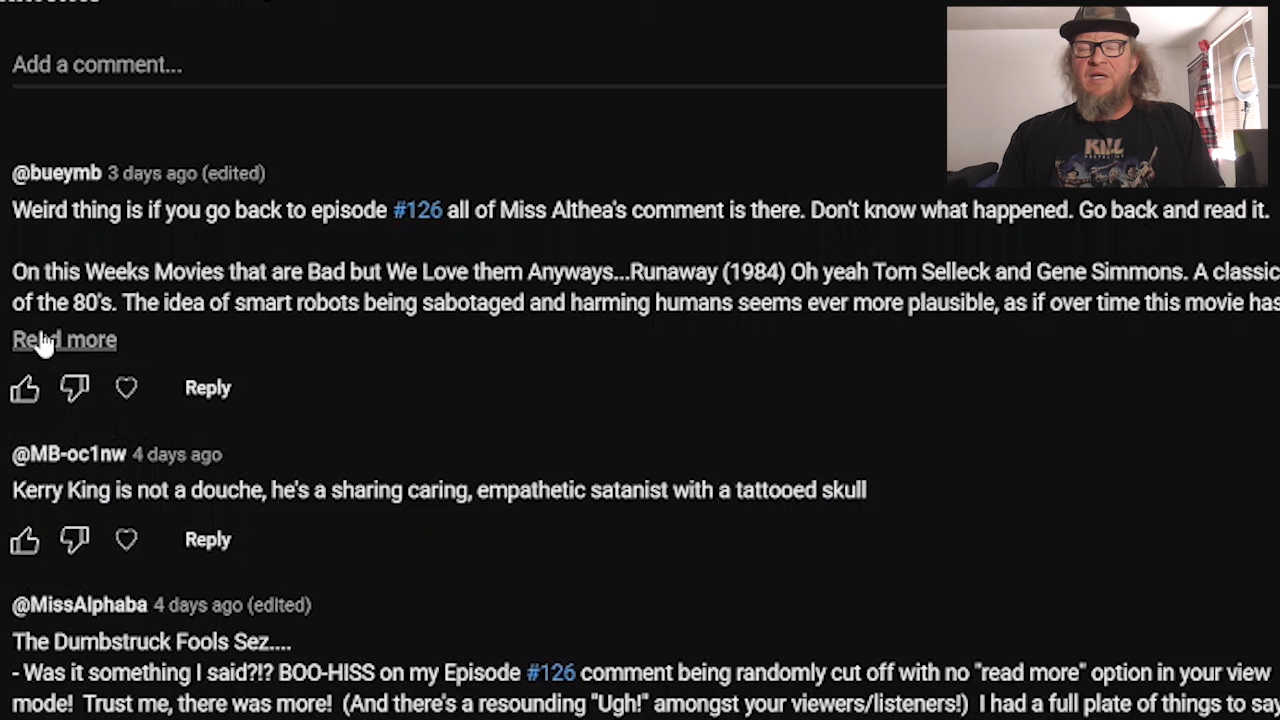 Add a comment...
KILL
@bueymb 3 days ago (edited)
Weird thing is if you go back to episode #126 all of Miss Althea's comment is there. Don't know what happened. Go back and read it.
On this Weeks Movies that are Bad but We Love them Anyways...Runaway (1984) Oh yeah Tom Selleck and Gene Simmons. A classic
of the 80's. The idea of smart robots being sabotaged and harming humans seems ever more plausible, as if over time this movie has
Read more
Reply
@MB-oc1nw 4 days ago
Kerry King is not a douche, he's a sharing caring, empathetic satanist with a tattooed skull
Reply
@MissAlphaba 4 days ago (edited)
The Dumbstruck Fools Sez....
- Was it something I said?!? BOO-HISS on my Episode #126 comment being randomly cut off with no "read more" option in your view
mode! Trust me, there was more! (And there's a resounding "Ugh!" amongst your viewers/listeners!) I had a full plate of things to say